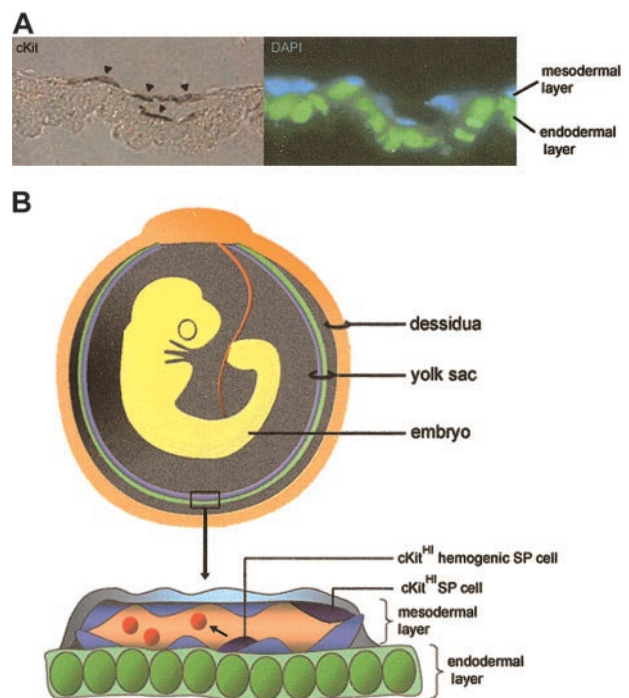 A
cKit
DAPI
mesodermal
layer
endodermal
layer
B
dessidua
yolk sac
embryo
cKitHI hemogenic SP cell
cKitHI SP cell
mesodermal
layer
endodermal
layer